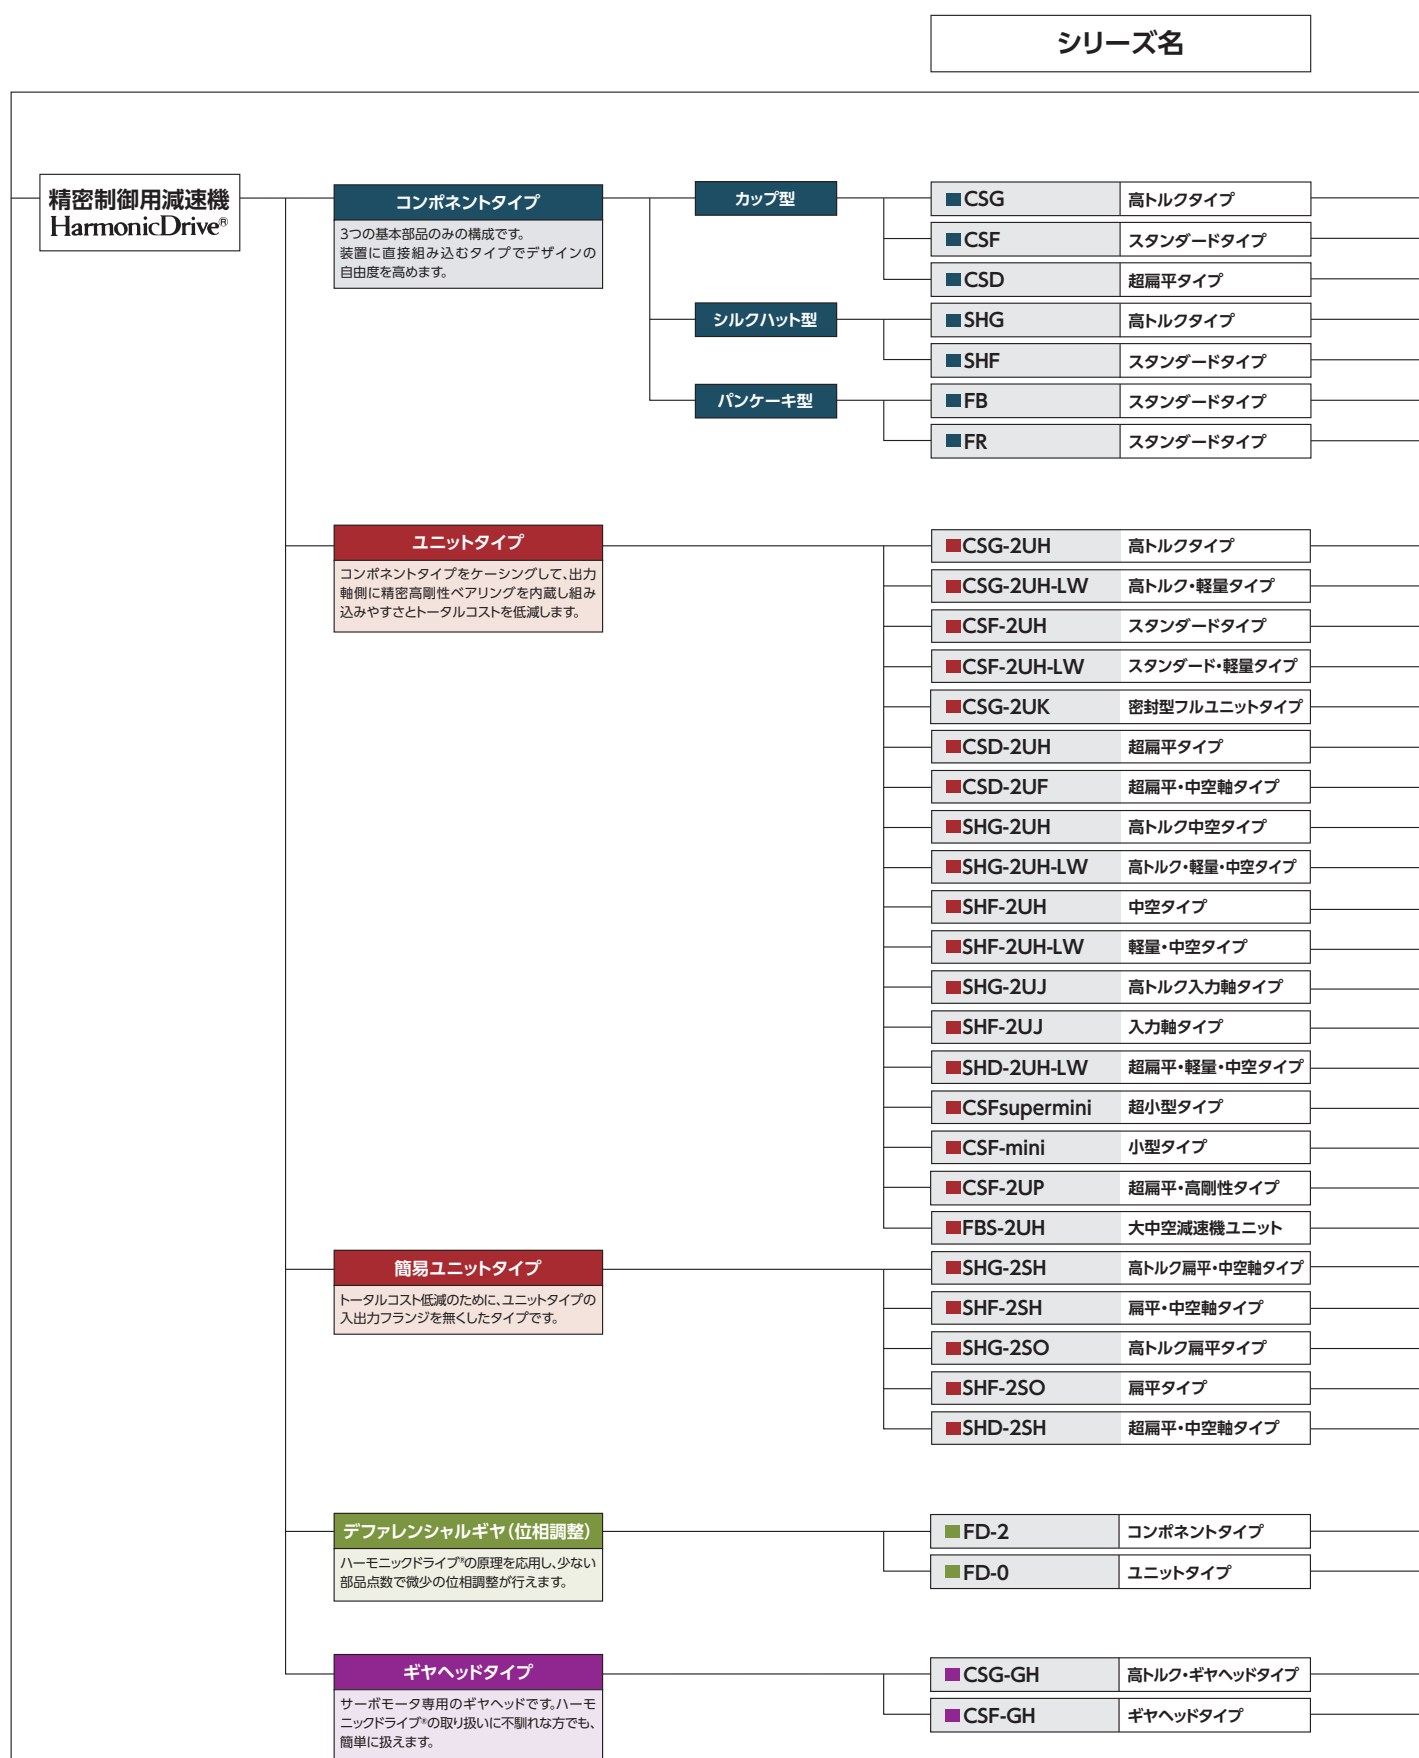 シリーズ名
精密制御用減速機
HarmonicDrive®
コンポネントタイプ
3つの基本部品のみの構成です。
装置に直接組み込むタイプでデザインの
自由度を高めます。
カップ型
CSG 高トルクタイプ
CSF スタンダードタイプ
CSD 超扁平タイプ
シルクハット型
SHG 高トルクタイプ
SHF スタンダードタイプ
パンケーキ型
FB スタンダードタイプ
FR スタンダードタイプ
ユニットタイプ
コンポネントタイプをケーシングして、出力
軸側に精密高剛性ベアリングを内蔵し組み
込みやすさとトータルコストを低減します。
CSG-2UH 高トルクタイプ
CSG-2UH-LW 高トルク・軽量タイプ
CSF-2UH スタンダードタイプ
CSF-2UH-LW スタンダード・軽量タイプ
CSG-2UK 密封型フルユニットタイプ
CSD-2UH 超扁平タイプ
CSD-2UF 超扁平・中空軸タイプ
SHG-2UH 高トルク中空タイプ
SHG-2UH-LW 高トルク・軽量・中空タイプ
SHF-2UH 中空タイプ
SHF-2UH-LW 軽量・中空タイプ
SHG-2UJ 高トルク入力軸タイプ
SHF-2UJ 入力軸タイプ
SHD-2UH-LW 超扁平・軽量・中空タイプ
CSFsupermini 超小型タイプ
CSF-mini 小型タイプ
CSF-2UP 超扁平・高剛性タイプ
FBS-2UH 大中空減速機ユニット
簡易ユニットタイプ
トータルコスト低減のために、ユニットタイプの
入出力フランジを無くしたタイプです。
SHG-2SH 高トルク扁平・中空軸タイプ
SHF-2SH 扁平・中空軸タイプ
SHG-2SO 高トルク扁平タイプ
SHF-2SO 扁平タイプ
SHD-2SH 超扁平・中空軸タイプ
デファレンシャルギヤ（位相調整）
ハーモニックドライブ®の原理を応用し、少ない
部品点数で微少の位相調整が行えます。
FD-2 コンポネントタイプ
FD-0 ユニットタイプ
ギヤヘッドタイプ
サーボモータ専用のギヤヘッドです。ハーモ
ニックドライブ®の取り扱いに不馴れな方でも、
簡単に扱えます。
CSG-GH 高トルク・ギヤヘッドタイプ
CSF-GH ギヤヘッドタイプ